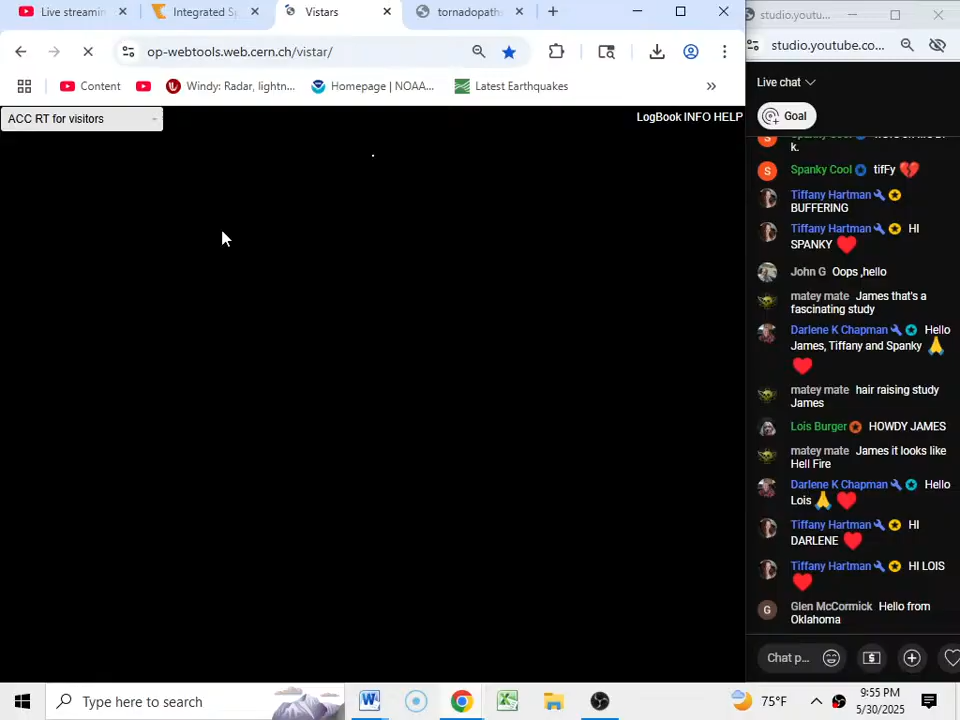 Live streamin
Integrated Sp
Vistars
tornadopath
studio.youtu...
op-webtools.web.cern.ch/vistar/
studio.youtube.co...
Content
Windy: Radar, lightn...
Homepage | NOAA...
Latest Earthquakes
»
Live chat
ACC RT for visitors
LogBook INFO HELP
Goal
k.
Spanky Cool tifFy 💔
Tiffany Hartman
BUFFERING
Tiffany Hartman HI
SPANKY ❤️
John G Oops ,hello
matey mate James that's a
fascinating study
Darlene K Chapman Hello
James, Tiffany and Spanky 🙏
❤️
matey mate hair raising study
James
Lois Burger HOWDY JAMES
matey mate James it looks like
Hell Fire
Darlene K Chapman Hello
Lois 🙏 ❤️
Tiffany Hartman HI
DARLENE ❤️
Tiffany Hartman HI LOIS
❤️
Glen McCormick Hello from
Oklahoma
Chat p...
Type here to search
75°F
9:55 PM
5/30/2025